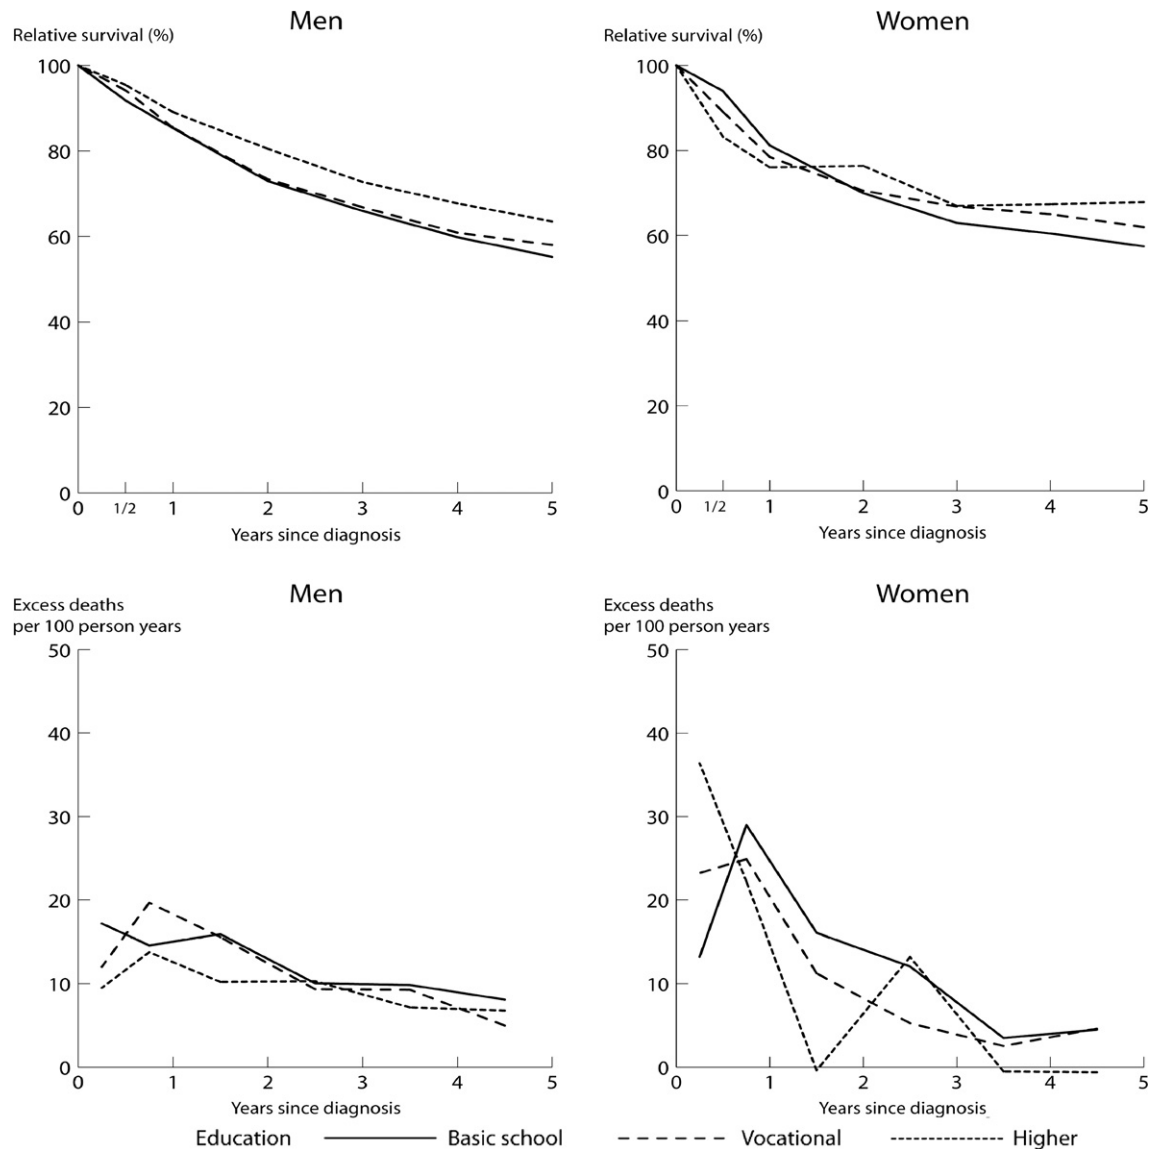 Men
Relative survival (%)
100
80
60
40
20
0
0 1/2 1 2 3 4 5
Years since diagnosis
Women
Relative survival (%)
100
80
60
40
20
0
0 1/2 1 2 3 4 5
Years since diagnosis
Men
Excess deaths
per 100 person years
50
40
30
20
10
0
0 1 2 3 4 5
Years since diagnosis
Women
Excess deaths
per 100 person years
50
40
30
20
10
0
0 1 2 3 4 5
Years since diagnosis
Education Basic school Vocational Higher